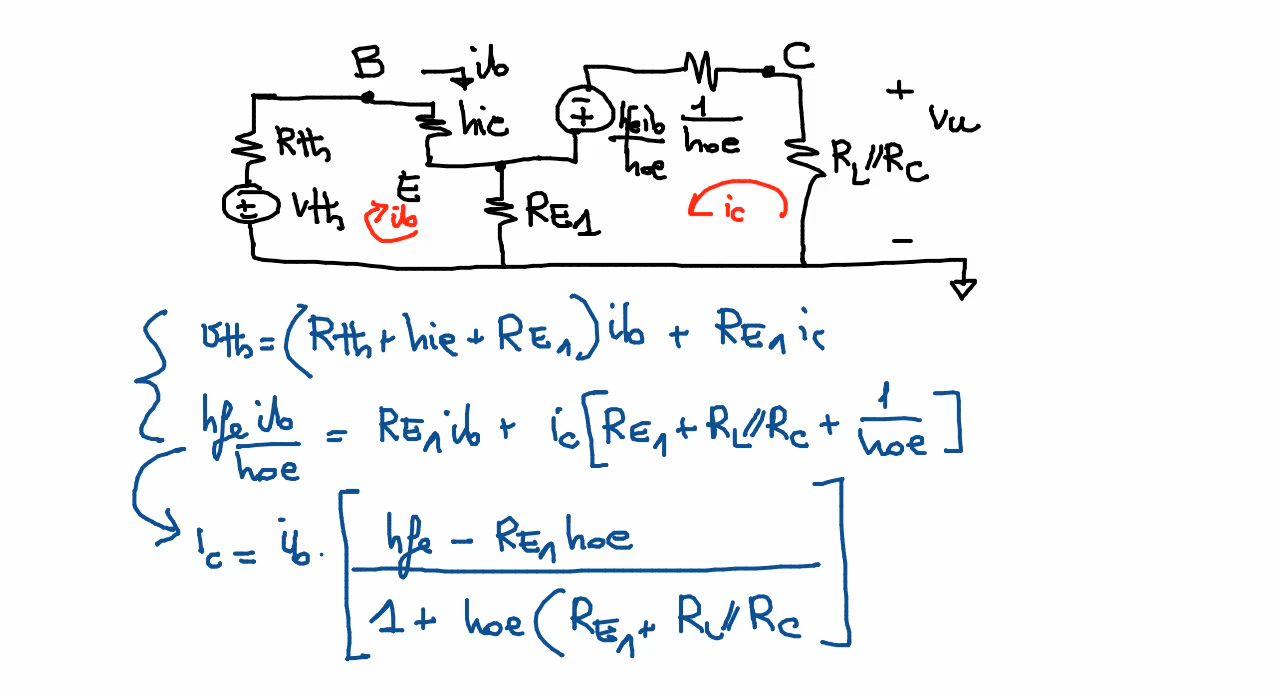 B ib C
hie hfe ib / hoe 1 / hoe + vu
Rth RL//RC
E
vth ib RE1 ic
−
vth = (Rth + hie + RE1) ib + RE1 ic
hfe ib / hoe = RE1 ib + ic [RE1 + RL//RC + 1 / hoe]
ic = ib · [hfe − RE1 hoe / 1 + hoe (RE1 + RL//RC]